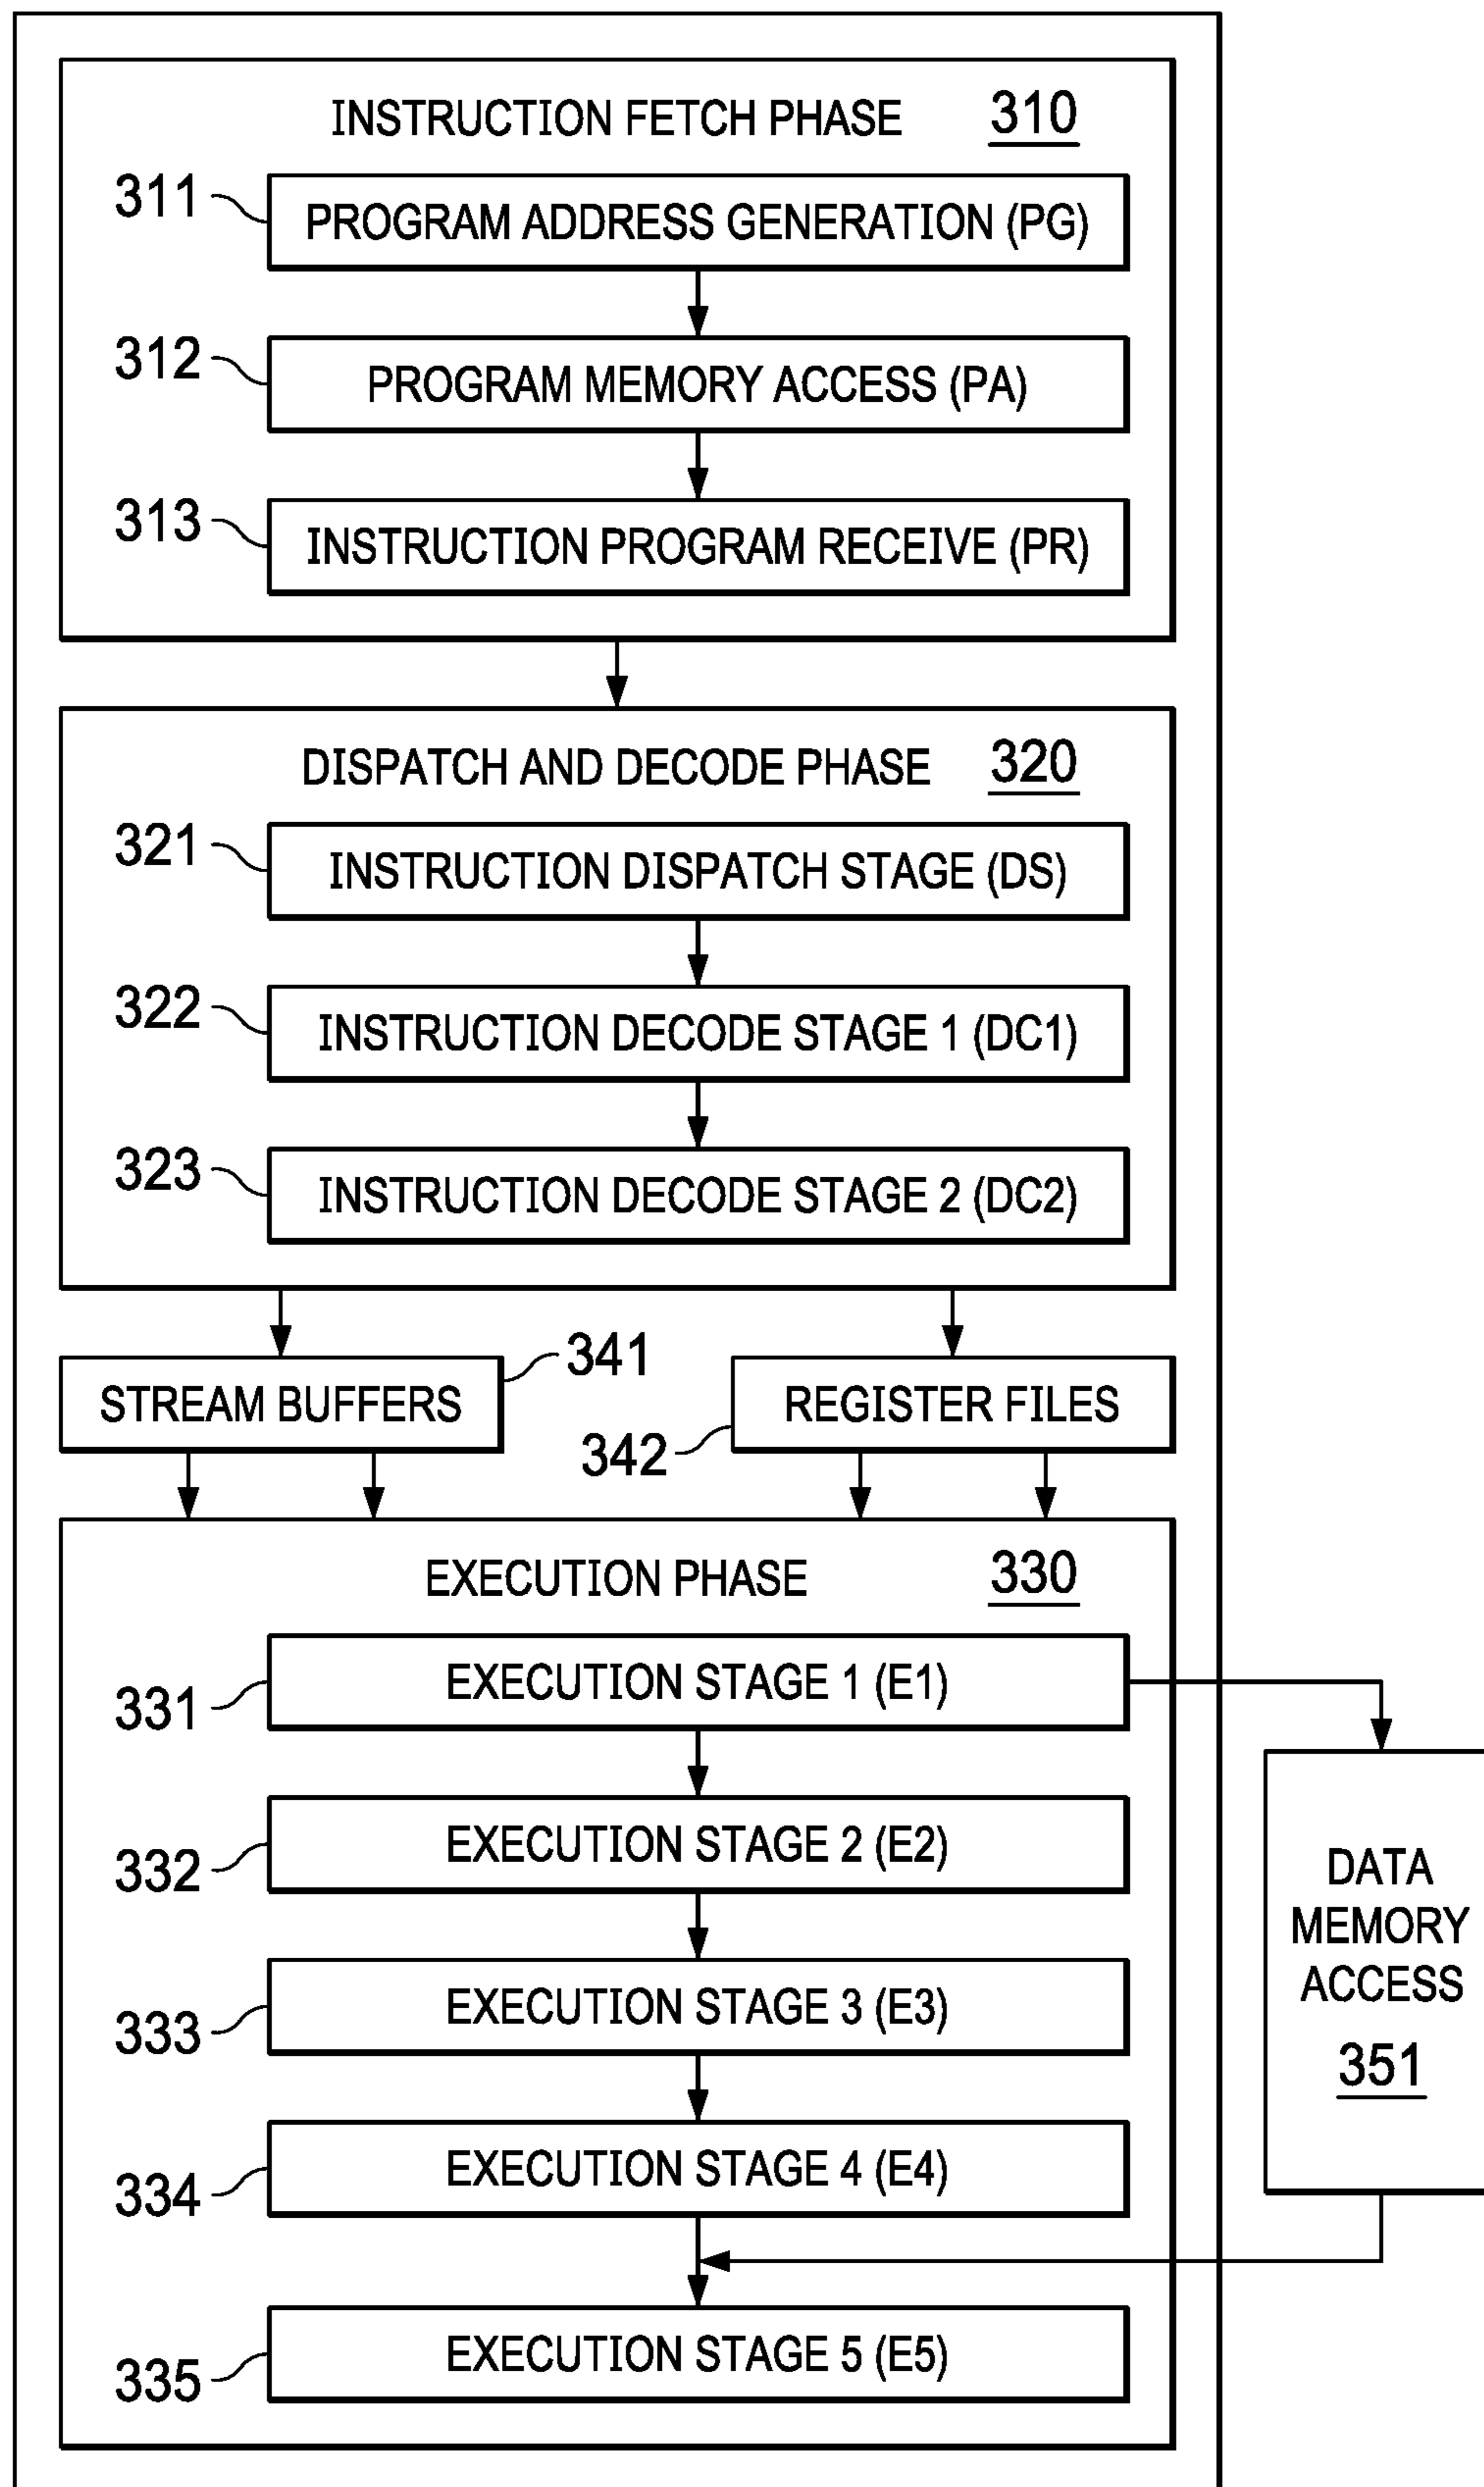 INSTRUCTION FETCH PHASE 310
311 PROGRAM ADDRESS GENERATION (PG)
312 PROGRAM MEMORY ACCESS (PA)
313 INSTRUCTION PROGRAM RECEIVE (PR)
DISPATCH AND DECODE PHASE 320
321 INSTRUCTION DISPATCH STAGE (DS)
322 INSTRUCTION DECODE STAGE 1 (DC1)
323 INSTRUCTION DECODE STAGE 2 (DC2)
341
STREAM BUFFERS
REGISTER FILES
342
EXECUTION PHASE 330
331 EXECUTION STAGE 1 (E1)
332 EXECUTION STAGE 2 (E2)
333 EXECUTION STAGE 3 (E3)
334 EXECUTION STAGE 4 (E4)
335 EXECUTION STAGE 5 (E5)
DATA
MEMORY
ACCESS
351